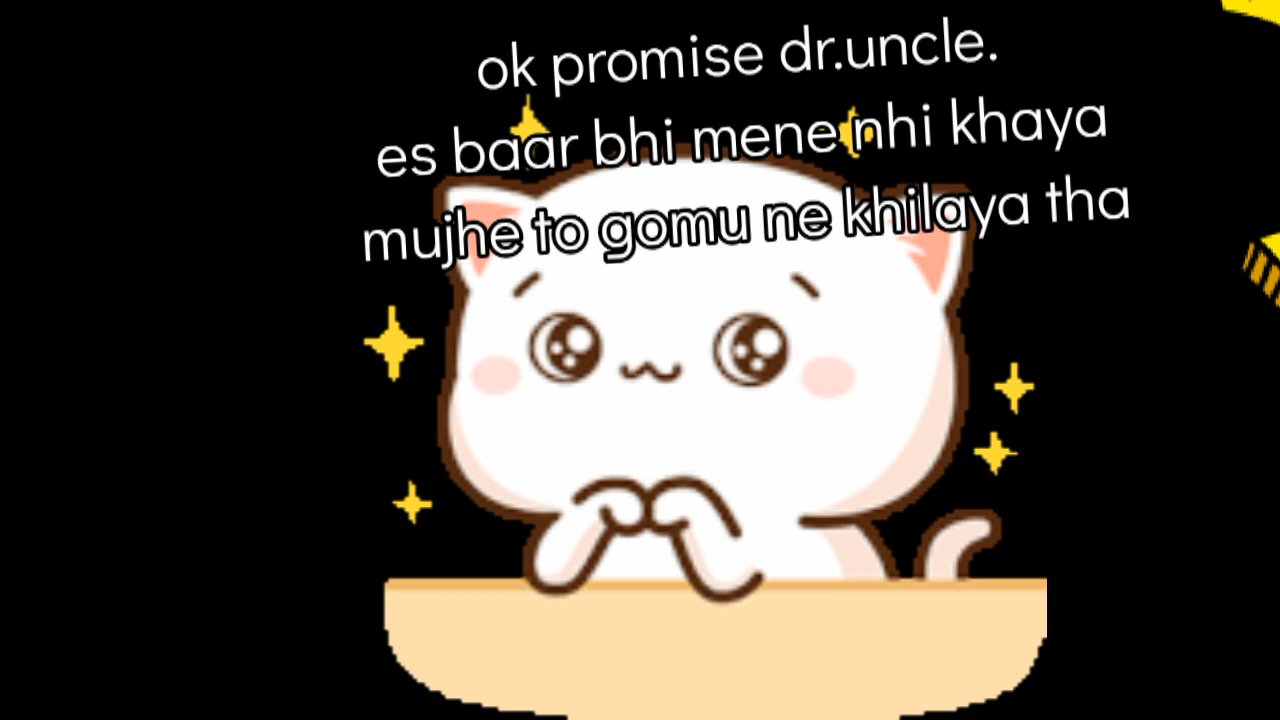 ok promise dr.uncle.
es baar bhi mene nhi khaya
mujhe to gomu ne khilaya tha